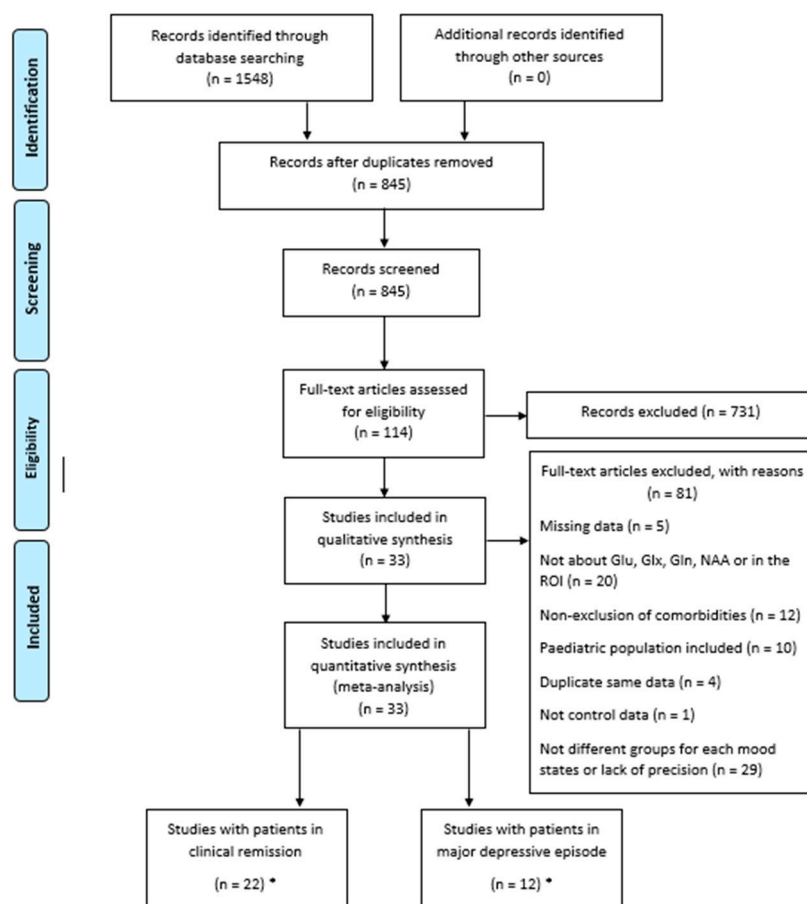 Identification
Records identified through
database searching
(n = 1548)
Additional records identified
through other sources
(n = 0)
Records after duplicates removed
(n = 845)
Screening
Records screened
(n = 845)
Eligibility
Full-text articles assessed
for eligibility
(n = 114)
Records excluded (n = 731)
Full-text articles excluded, with reasons
(n = 81)
Missing data (n = 5)
Not about Glu, Glx, Gln, NAA or in the
ROI (n = 20)
Non-exclusion of comorbidities (n = 12)
Paediatric population included (n = 10)
Duplicate same data (n = 4)
Not control data (n = 1)
Not different groups for each mood
states or lack of precision (n = 29)
Studies included in
qualitative synthesis
(n = 33)
Included
Studies included in
quantitative synthesis
(meta-analysis)
(n = 33)
Studies with patients in
clinical remission
(n = 22) *
Studies with patients in
major depressive episode
(n = 12) *